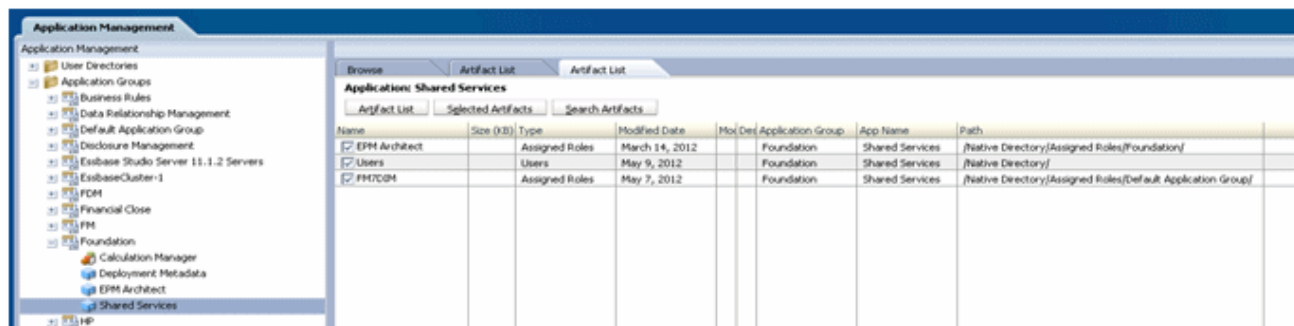 Application Management
Application Management
User Directories
Application Groups
Business Rules
Data Relationship Management
Default Application Group
Disclosure Management
Essbase Studio Server 11.1.2 Servers
EssbaseCluster-1
FDM
Financial Close
FM
Foundation
Calculation Manager
Deployment Metadata
EPM Architect
Shared Services
HP
Browse Artifact List Artifact List
Application: Shared Services
Artifact List Selected Artifacts Search Artifacts
Name Size (KB) Type Modified Date Mod Des Application Group App Name Path
EPM Architect Assigned Roles March 14, 2012 Foundation Shared Services /Native Directory/Assigned Roles/Foundation/
Users Users May 9, 2012 Foundation Shared Services /Native Directory/
Assigned Roles May 7, 2012 Foundation Shared Services /Native Directory/Assigned Roles/Default Application Group/